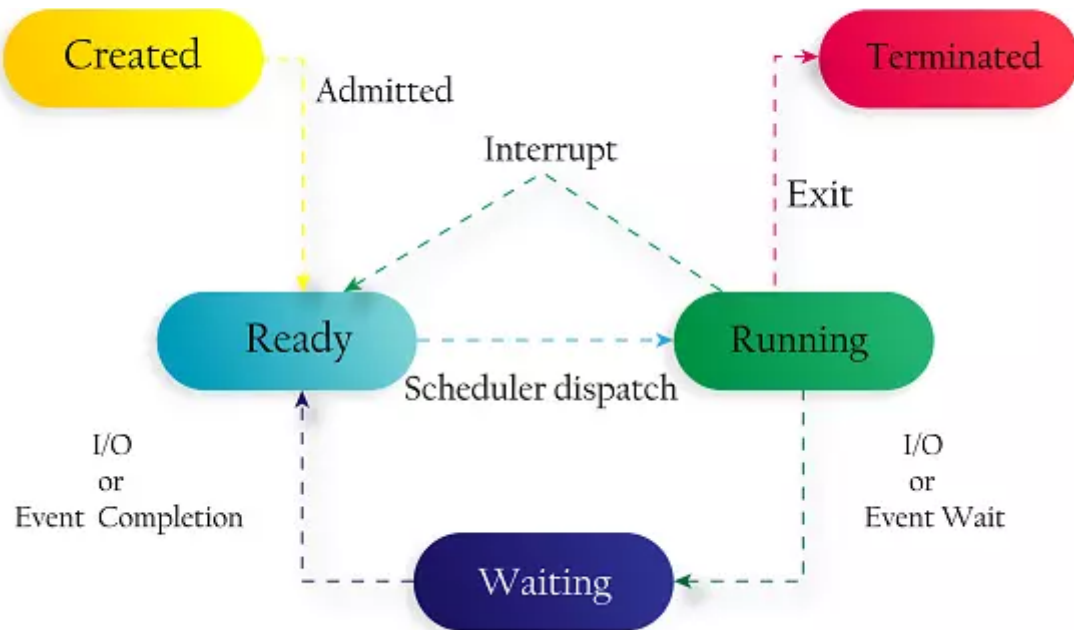 Created
Terminated
Admitted
Interrupt
Exit
Ready
Running
Scheduler dispatch
I/O
or
Event Completion
I/O
or
Event Wait
Waiting